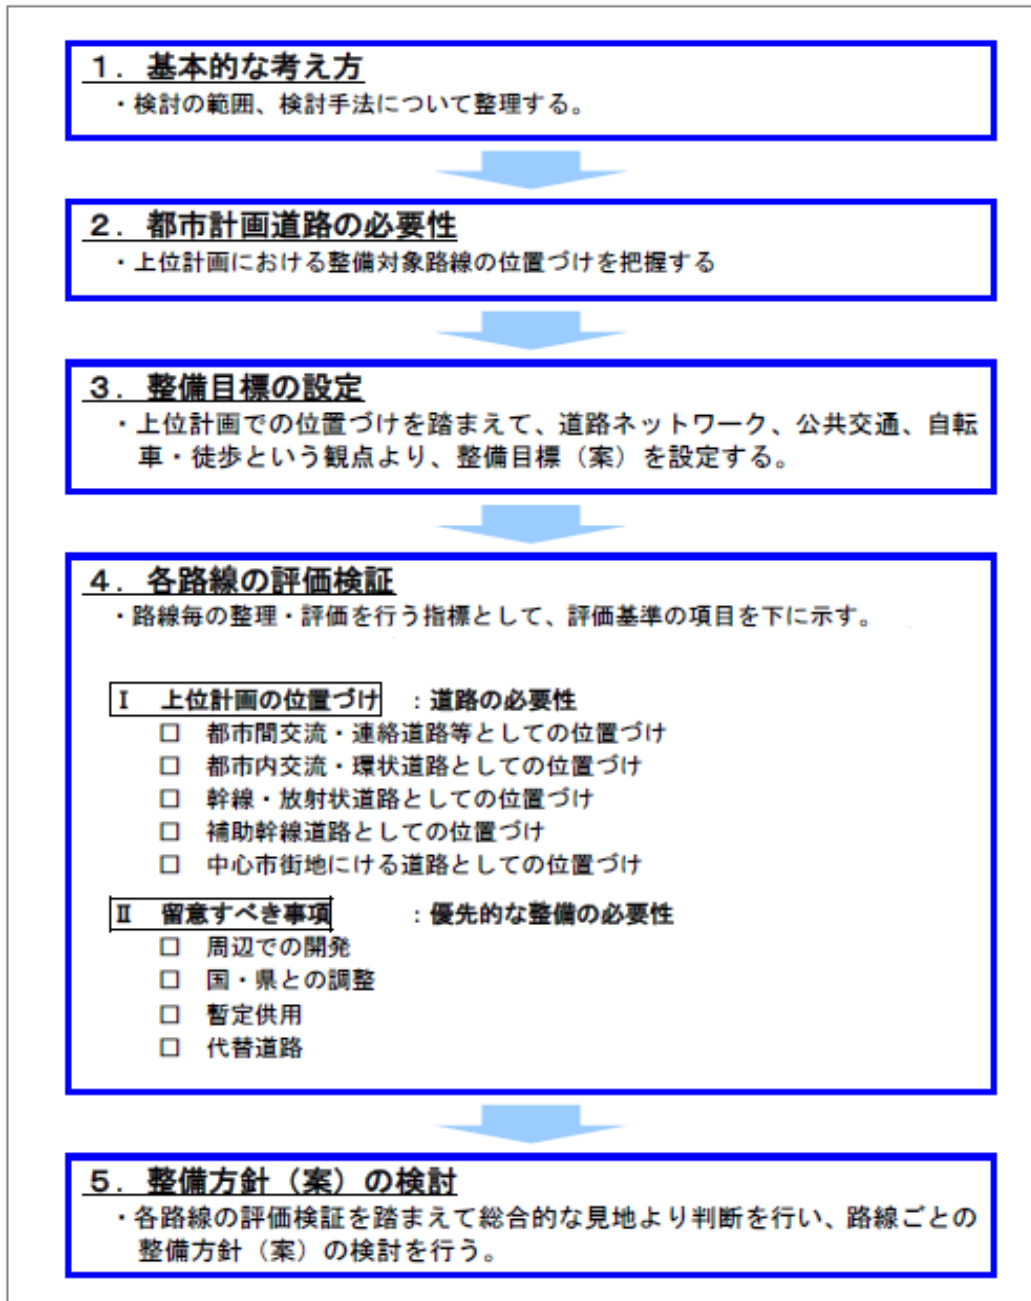 １．基本的な考え方
・検討の範囲、検討手法について整理する。
２．都市計画道路の必要性
・上位計画における整備対象路線の位置づけを把握する
３．整備目標の設定
・上位計画での位置づけを踏まえて、道路ネットワーク、公共交通、自転
車・徒歩という観点より、整備目標（案）を設定する。
４．各路線の評価検証
・路線毎の整理・評価を行う指標として、評価基準の項目を下に示す。
Ⅰ　上位計画の位置づけ　：道路の必要性
□　都市間交流・連絡道路等としての位置づけ
□　都市内交流・環状道路としての位置づけ
□　幹線・放射状道路としての位置づけ
□　補助幹線道路としての位置づけ
□　中心市街地にける道路としての位置づけ
Ⅱ　留意すべき事項　：優先的な整備の必要性
□　周辺での開発
□　国・県との調整
□　暫定供用
□　代替道路
５．整備方針（案）の検討
・各路線の評価検証を踏まえて総合的な見地より判断を行い、路線ごとの
整備方針（案）の検討を行う。